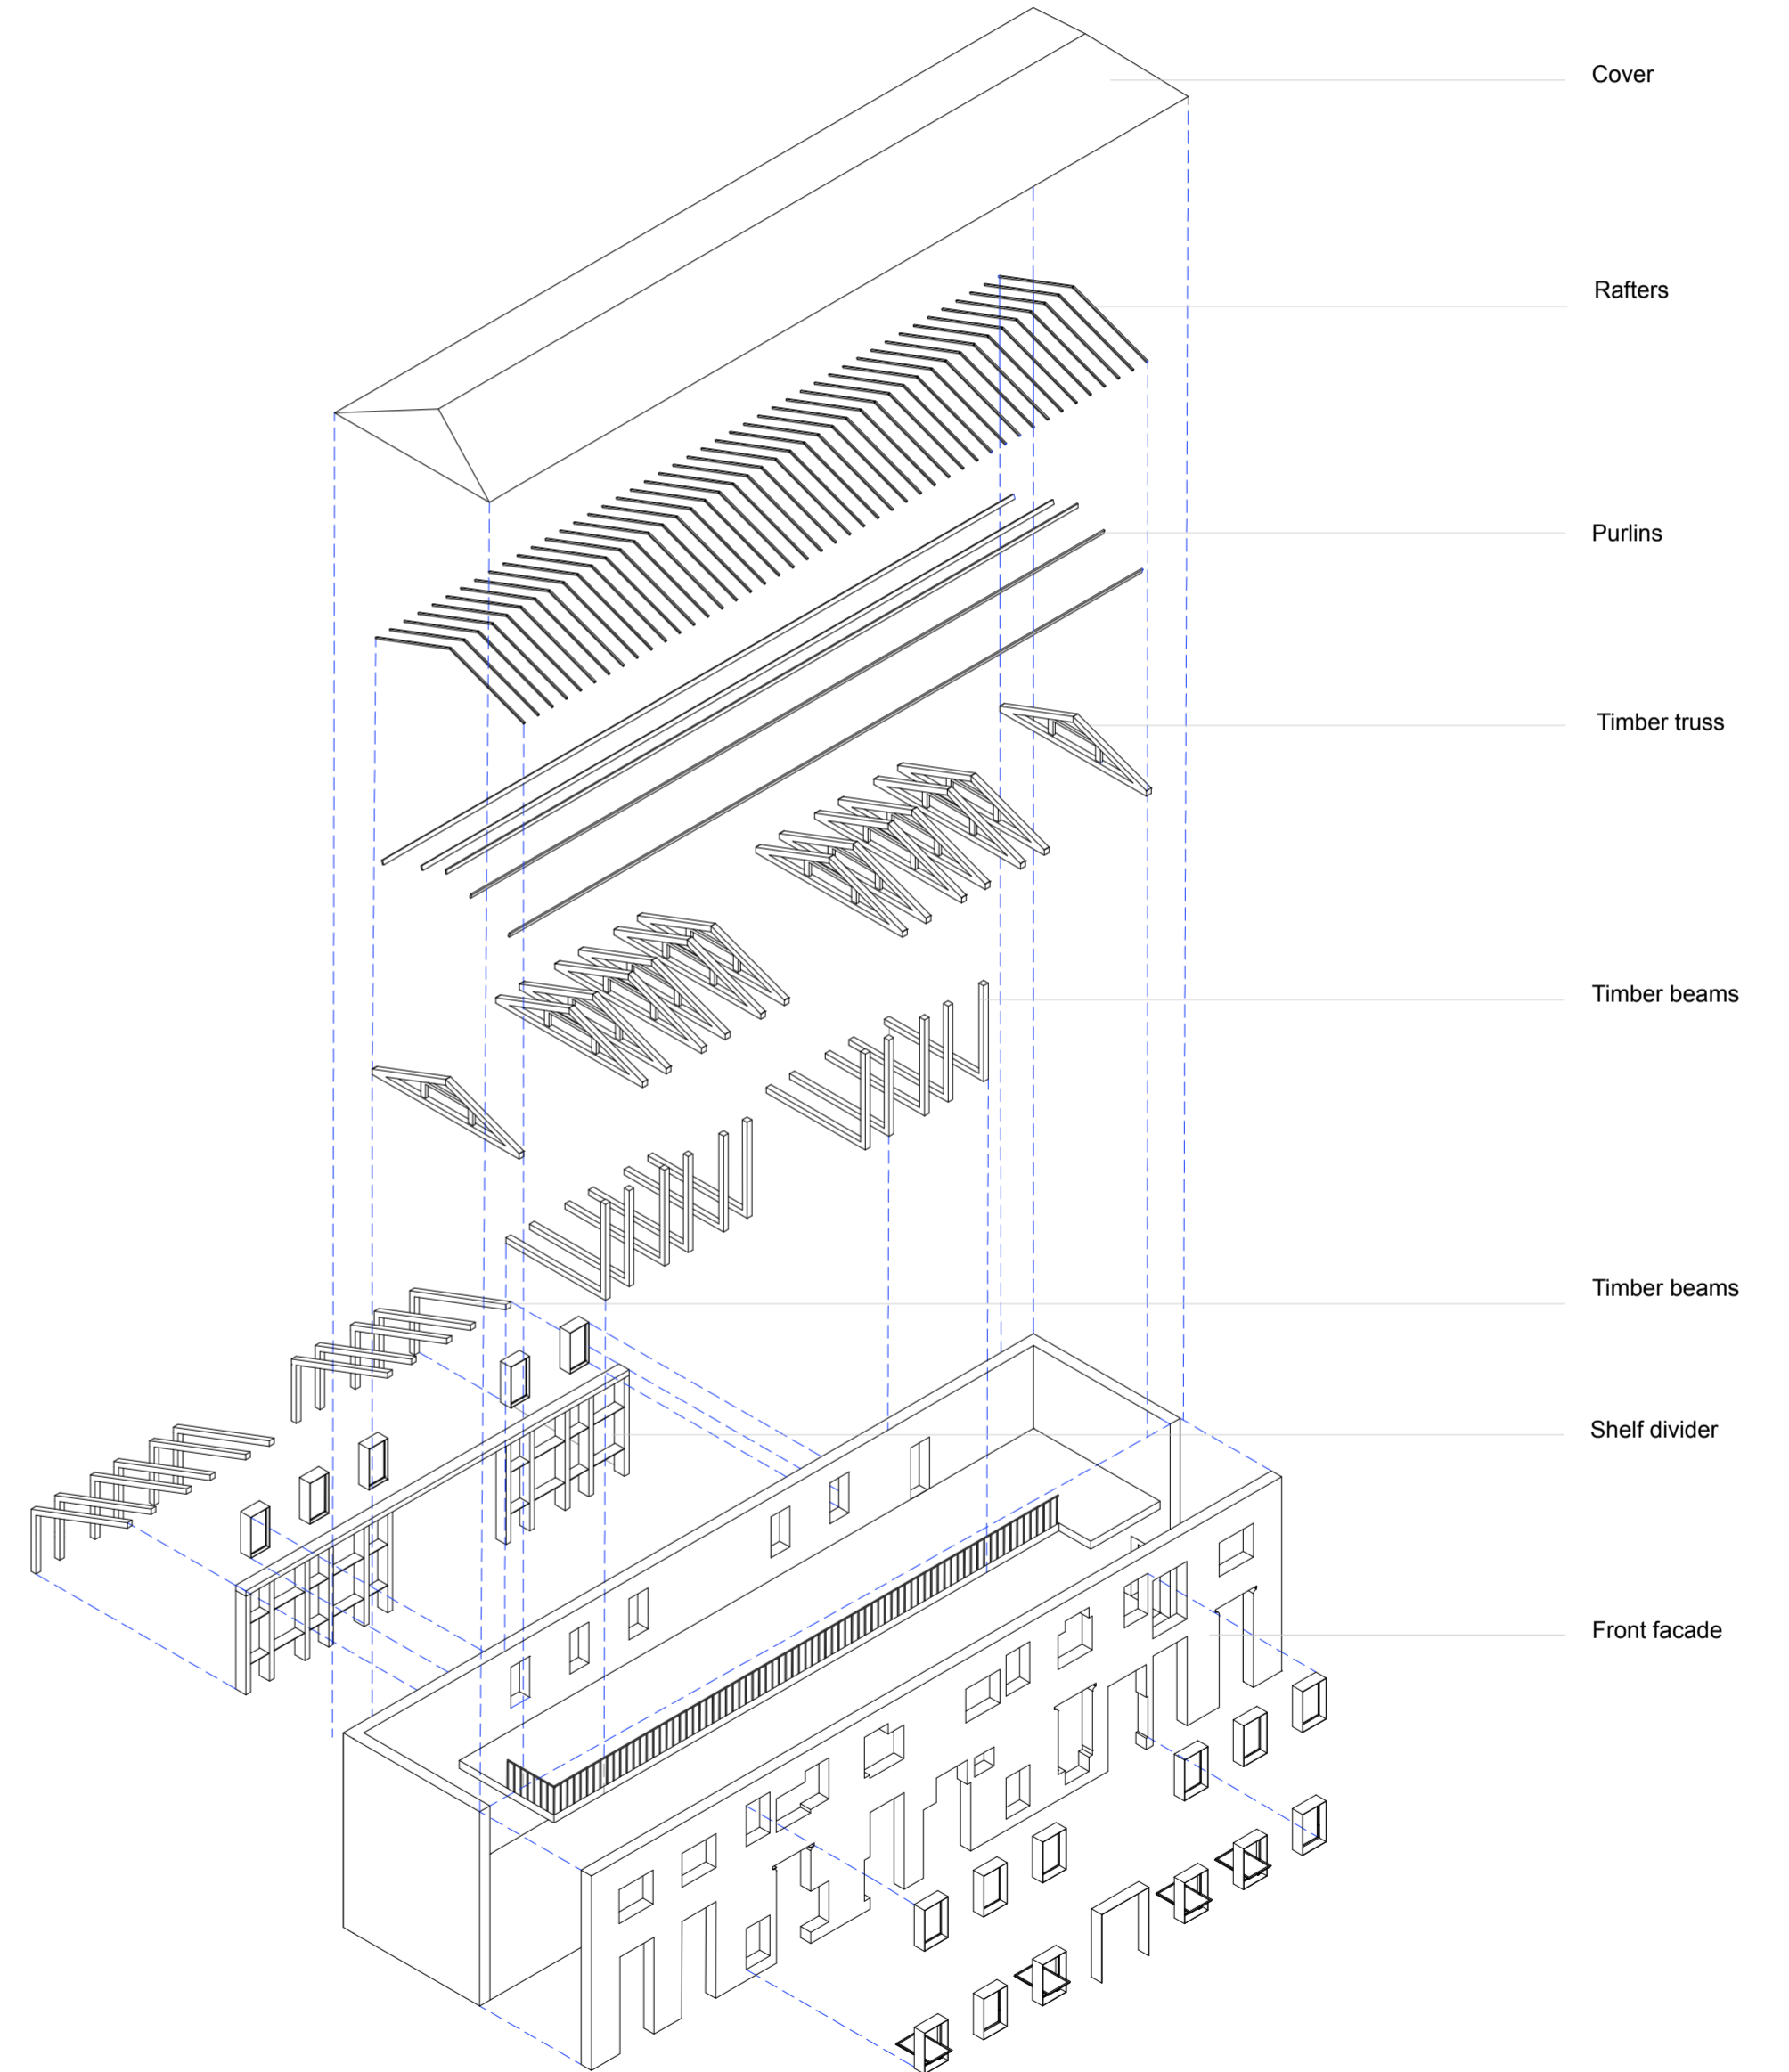 Cover
Rafters
Purlins
Timber truss
Timber beams
Timber beams
Shelf divider
Front facade